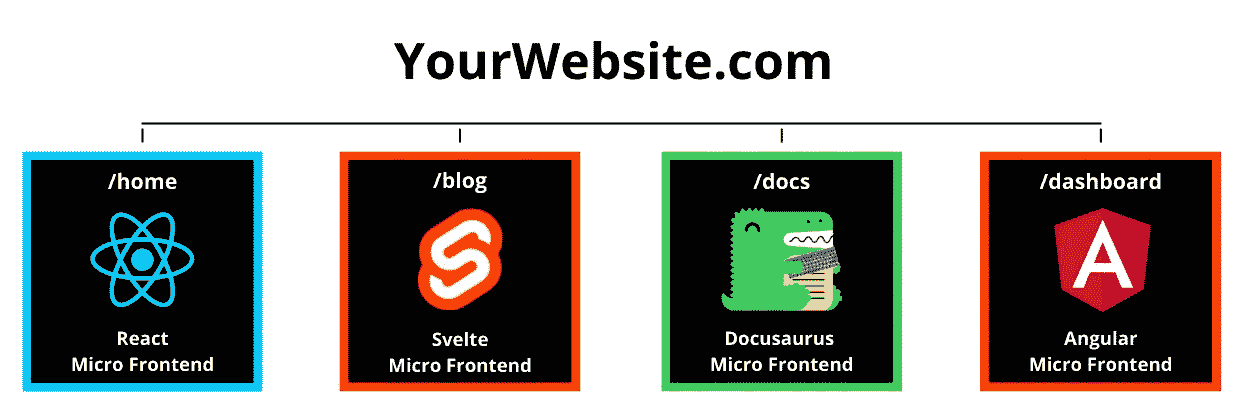 YourWebsite.com
/home
React
Micro Frontend
/blog
Svelte
Micro Frontend
/docs
Docusaurus
Micro Frontend
/dashboard
A
Angular
Micro Frontend